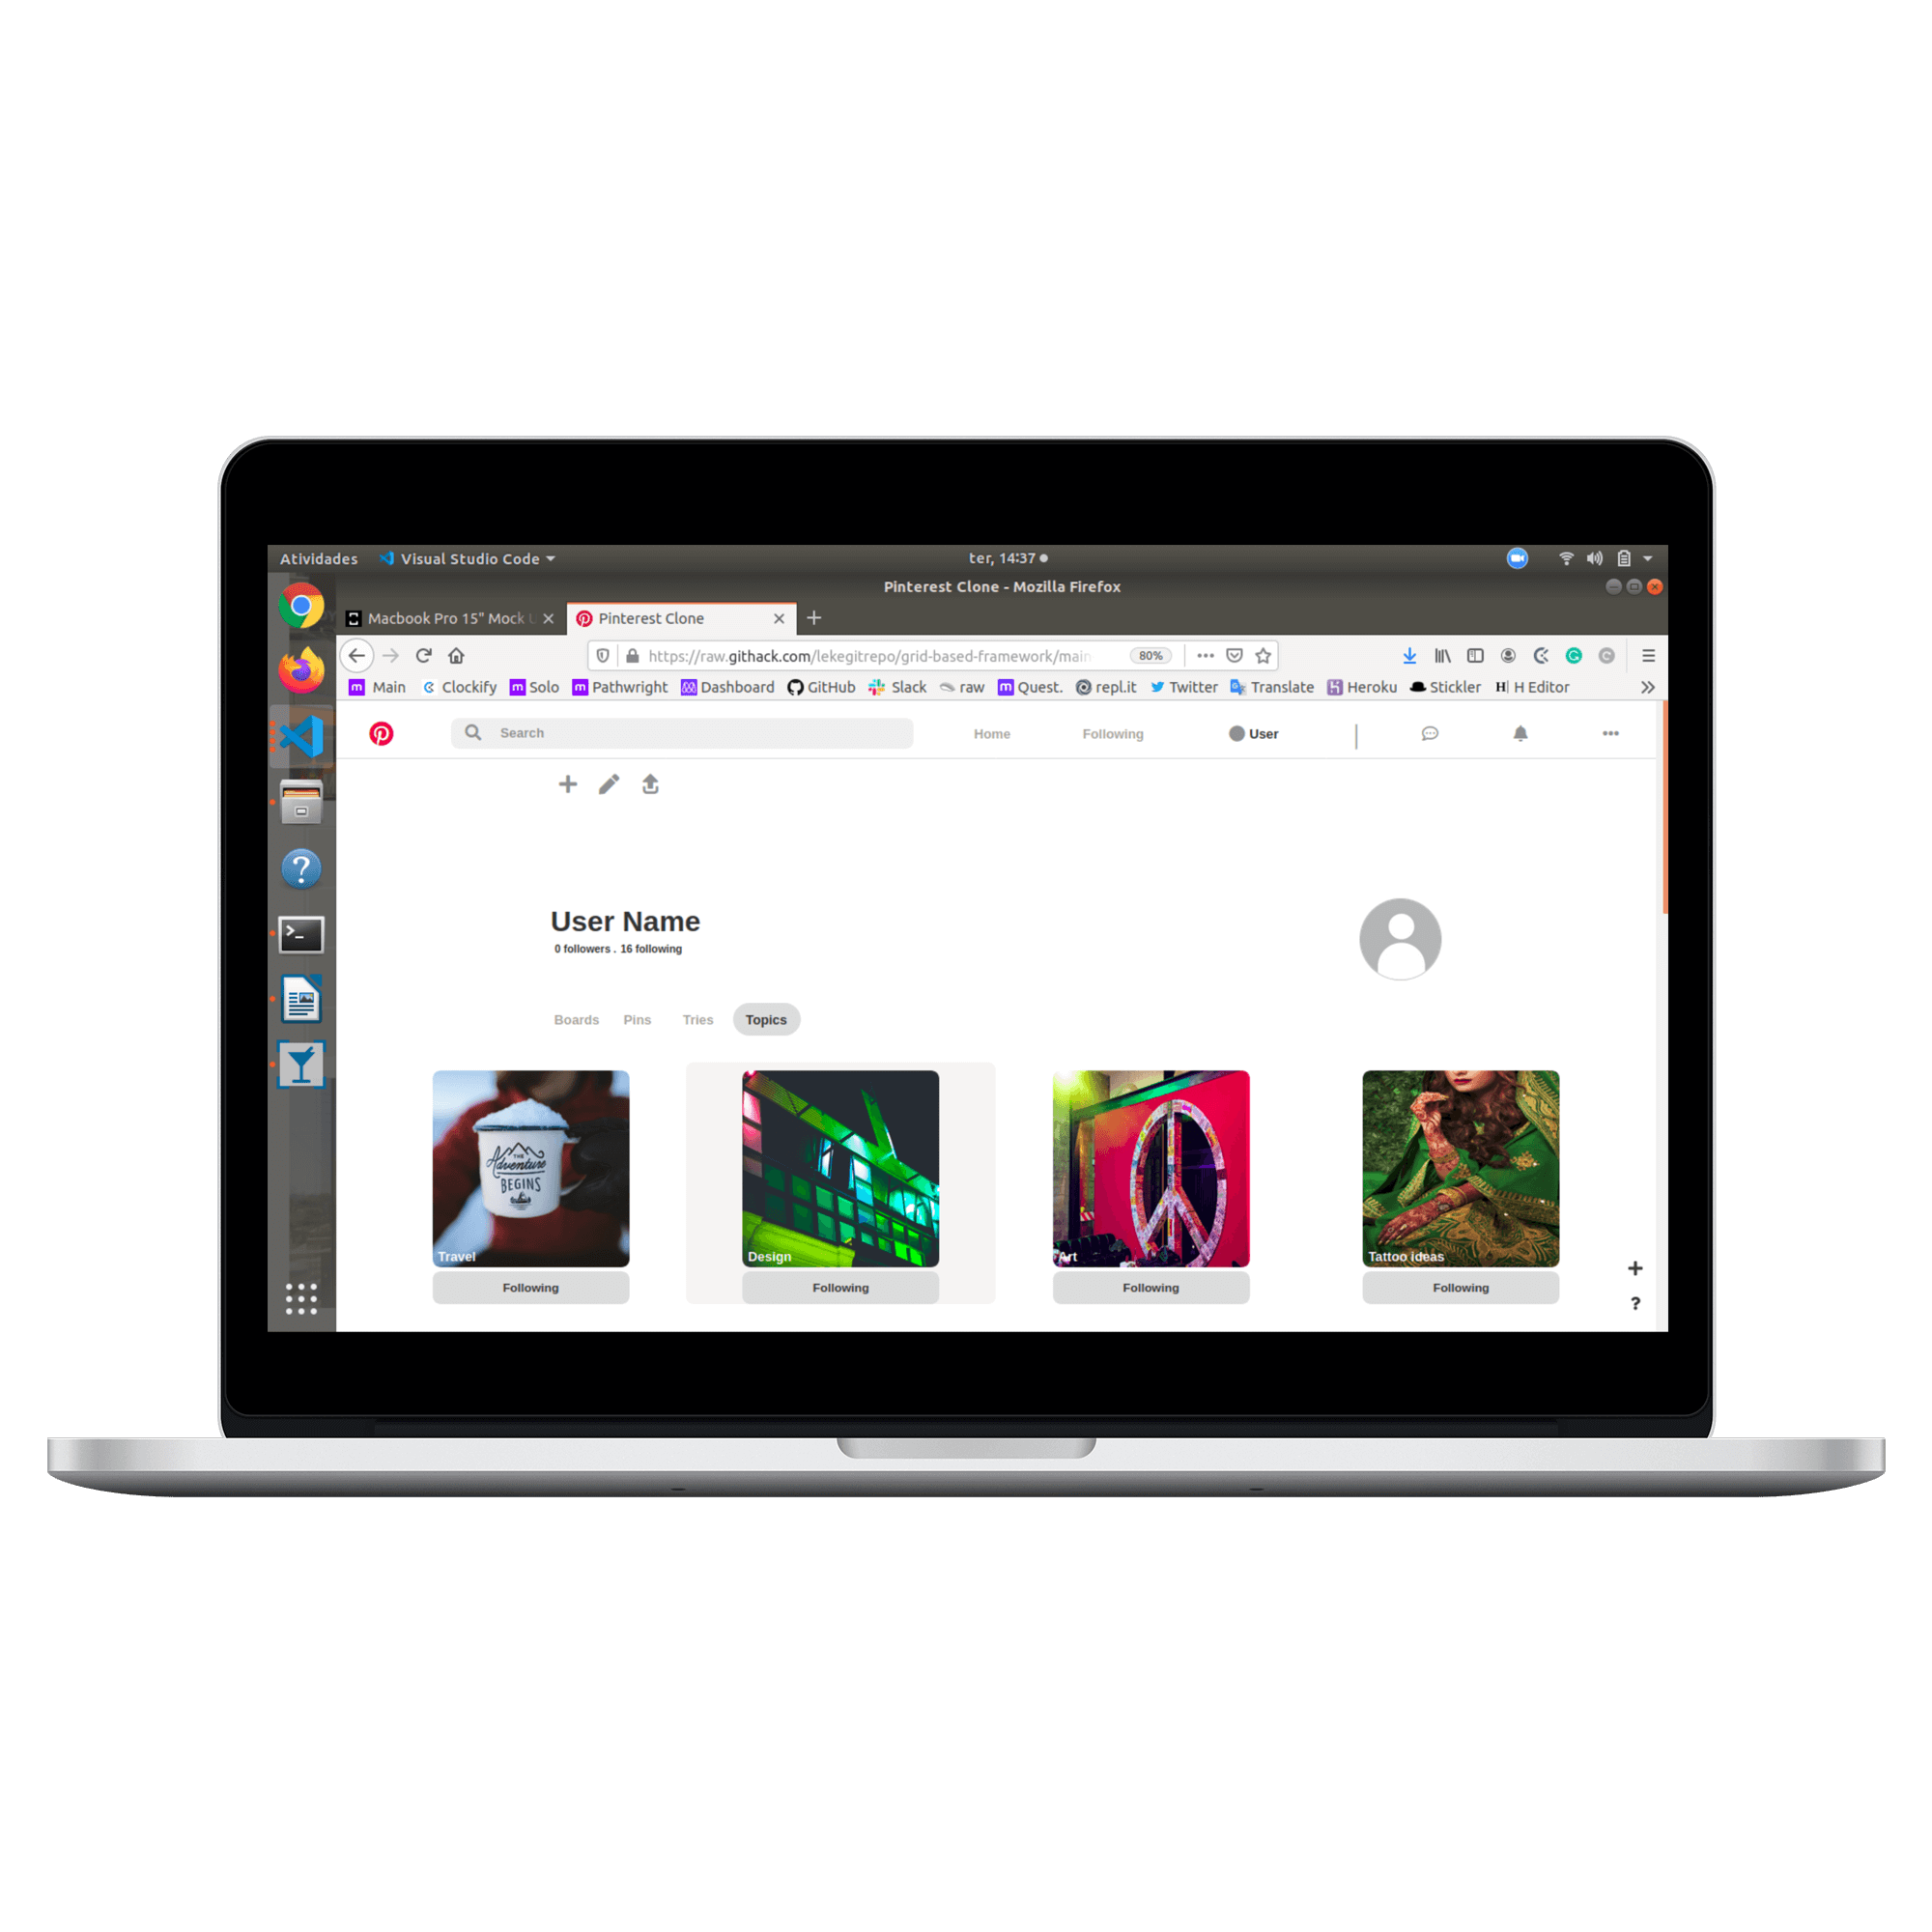 Atividades Visual Studio Code ter, 14:37
Pinterest Clone - Mozilla Firefox
Macbook Pro 15" Mock Pinterest Clone
https://raw.githack.com/lekegitrepo/grid-based-framework/main 80%
Main Clockify Solo Pathwright Dashboard GitHub Slack raw Quest. repl.it Twitter Translate Heroku Stickler H H Editor
Search Home Following User
User Name
0 followers . 16 following
Boards Pins Tries Topics
THE
Adventure
BEGINS
Travel Design Art Tattoo ideas
Following Following Following Following
?